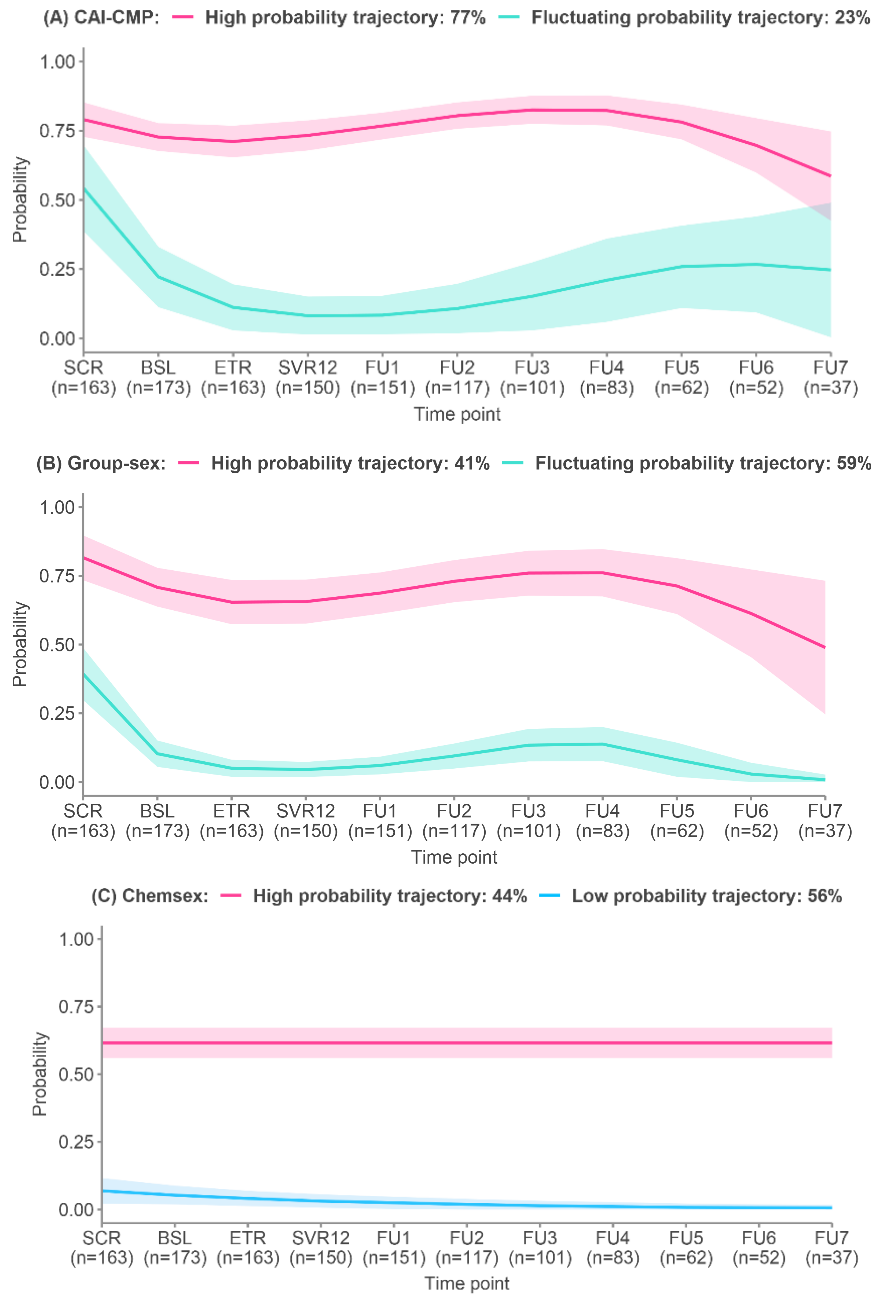 (A) CAI-CMP: High probability trajectory: 77% Fluctuating probability trajectory: 23%
1.00
0.75
0.50
0.25
0.00
Probability
SCR BSL ETR SVR12 FU1 FU2 FU3 FU4 FU5 FU6 FU7
(n=163) (n=173) (n=163) (n=150) (n=151) (n=117) (n=101) (n=83) (n=62) (n=52) (n=37)
Time point
(B) Group-sex: High probability trajectory: 41% Fluctuating probability trajectory: 59%
1.00
0.75
0.50
0.25
0.00
Probability
SCR BSL ETR SVR12 FU1 FU2 FU3 FU4 FU5 FU6 FU7
(n=163) (n=173) (n=163) (n=150) (n=151) (n=117) (n=101) (n=83) (n=62) (n=52) (n=37)
Time point
(C) Chemsex: High probability trajectory: 44% Low probability trajectory: 56%
1.00
0.75
0.50
0.25
0.00
Probability
SCR BSL ETR SVR12 FU1 FU2 FU3 FU4 FU5 FU6 FU7
(n=163) (n=173) (n=163) (n=150) (n=151) (n=117) (n=101) (n=83) (n=62) (n=52) (n=37)
Time point